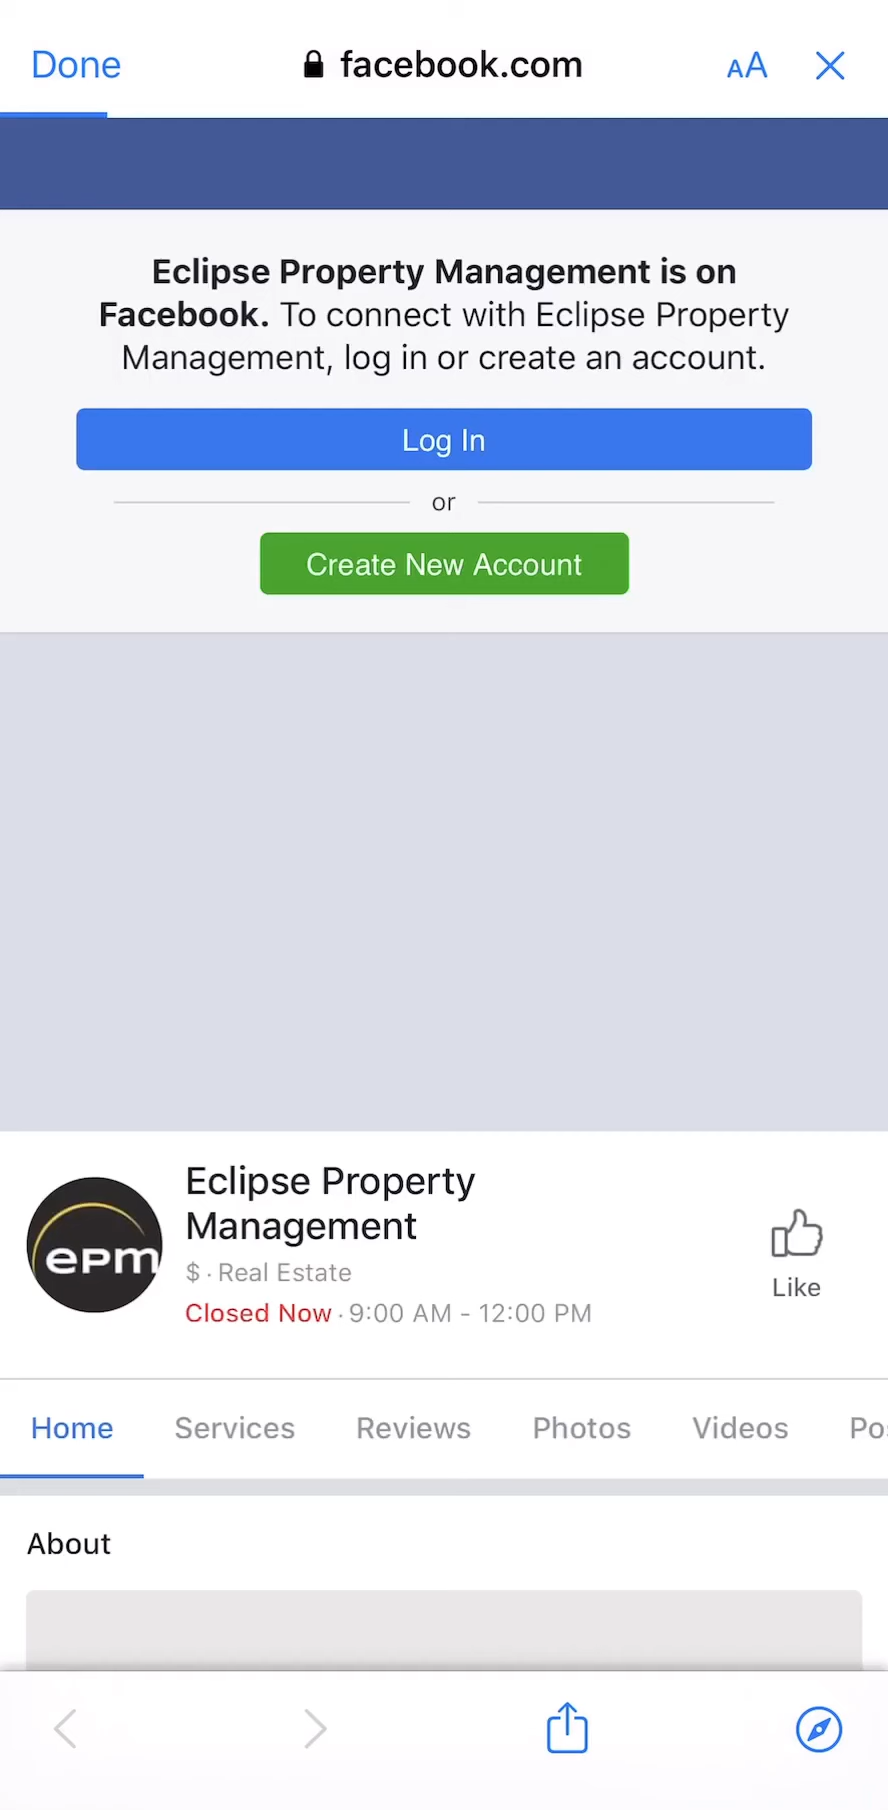 Done
facebook.com
AA
Eclipse Property Management is on
Facebook. To connect with Eclipse Property
Management, log in or create an account.
Log In
or
Create New Account
epm
Eclipse Property
Management
$ · Real Estate
Closed Now · 9:00 AM - 12:00 PM
Like
Home Services Reviews Photos Videos Pos
About